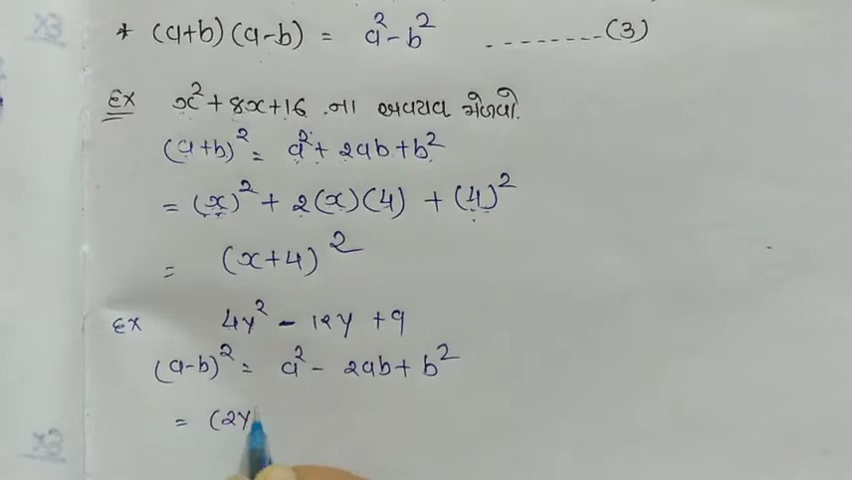 * (a+b) (a-b) = a² - b² --------(3)
Ex x² + 8x + 16 ના અવયવ મેળવો.
(a+b)² = a² + 2ab + b²
= (x)² + 2(x)(4) + (4)²
= (x+4)²
Ex 4y² - 12y + 9
(a-b)² = a² - 2ab + b²
= (2y